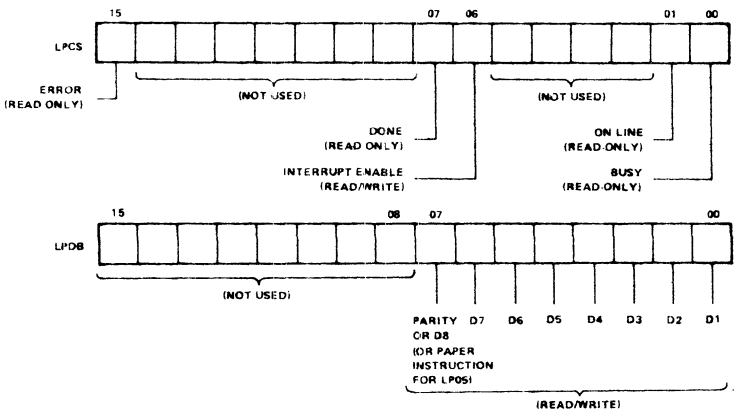 15 07 06 01 00
LPCS
(NOT USED) (NOT USED)
ERROR
(READ ONLY)
DONE
(READ ONLY)
ON LINE
(READ-ONLY)
INTERRUPT ENABLE
(READ/WRITE)
BUSY
(READ-ONLY)
15 08 07 00
LPDB
(NOT USED)
PARITY D7 D6 D5 D4 D3 D2 D1
OR D8
(OR PAPER
INSTRUCTION
FOR LP05)
(READ/WRITE)